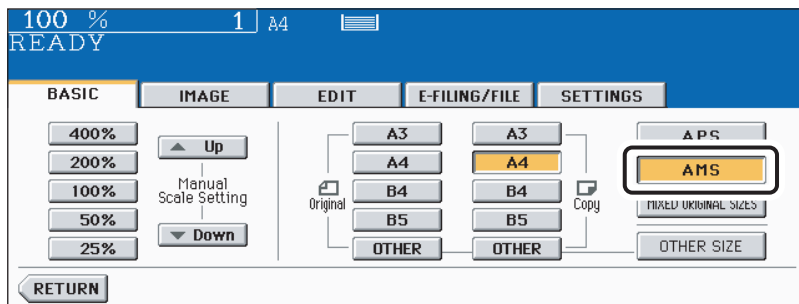 100 % 1 A4
READY
BASIC IMAGE EDIT E-FILING/FILE SETTINGS
400%
200%
100%
50%
25%
Up
Manual
Scale Setting
Down
Original
A3
A4
B4
B5
OTHER
A3
A4
B4
B5
OTHER
Copy
APS
AMS
MIXED ORIGINAL SIZES
OTHER SIZE
RETURN